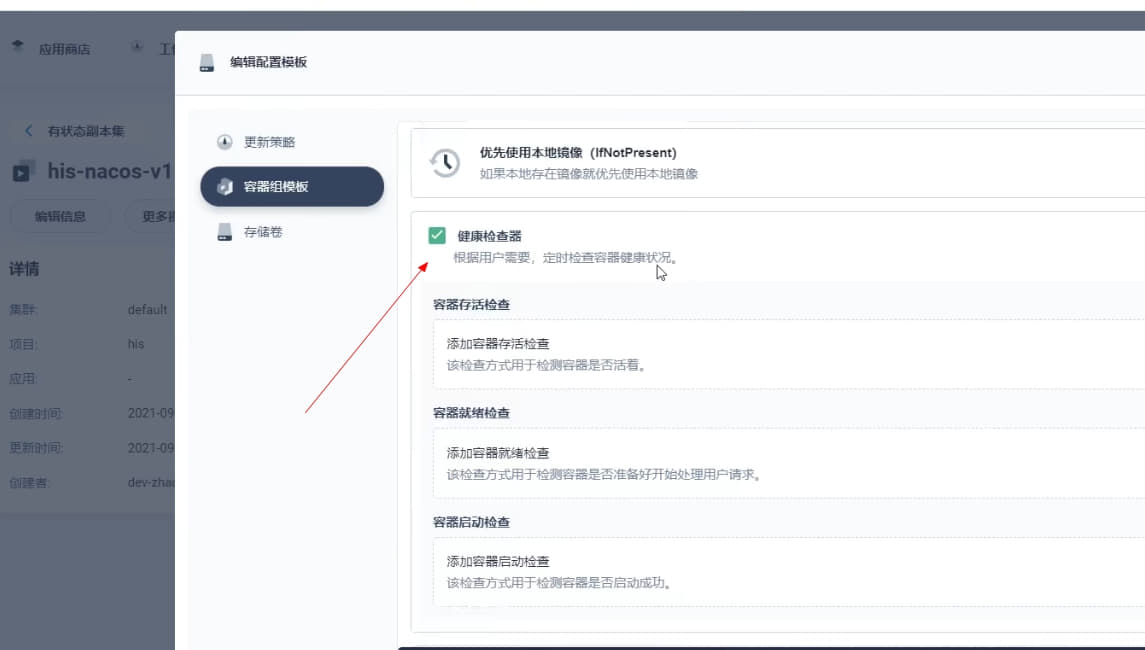 应用商店
编辑配置模板
有状态副本集
his-nacos-v1
编辑信息
更多
详情
集群: default
项目: his
应用: -
创建时间: 2021-09
更新时间: 2021-09
创建者: dev-zha
更新策略
容器组模板
存储卷
优先使用本地镜像（IfNotPresent）
如果本地存在镜像就优先使用本地镜像
健康检查器
根据用户需要，定时检查容器健康状况。
容器存活检查
添加容器存活检查
该检查方式用于检测容器是否活着。
容器就绪检查
添加容器就绪检查
该检查方式用于检测容器是否准备好开始处理用户请求。
容器启动检查
添加容器启动检查
该检查方式用于检测容器是否启动成功。